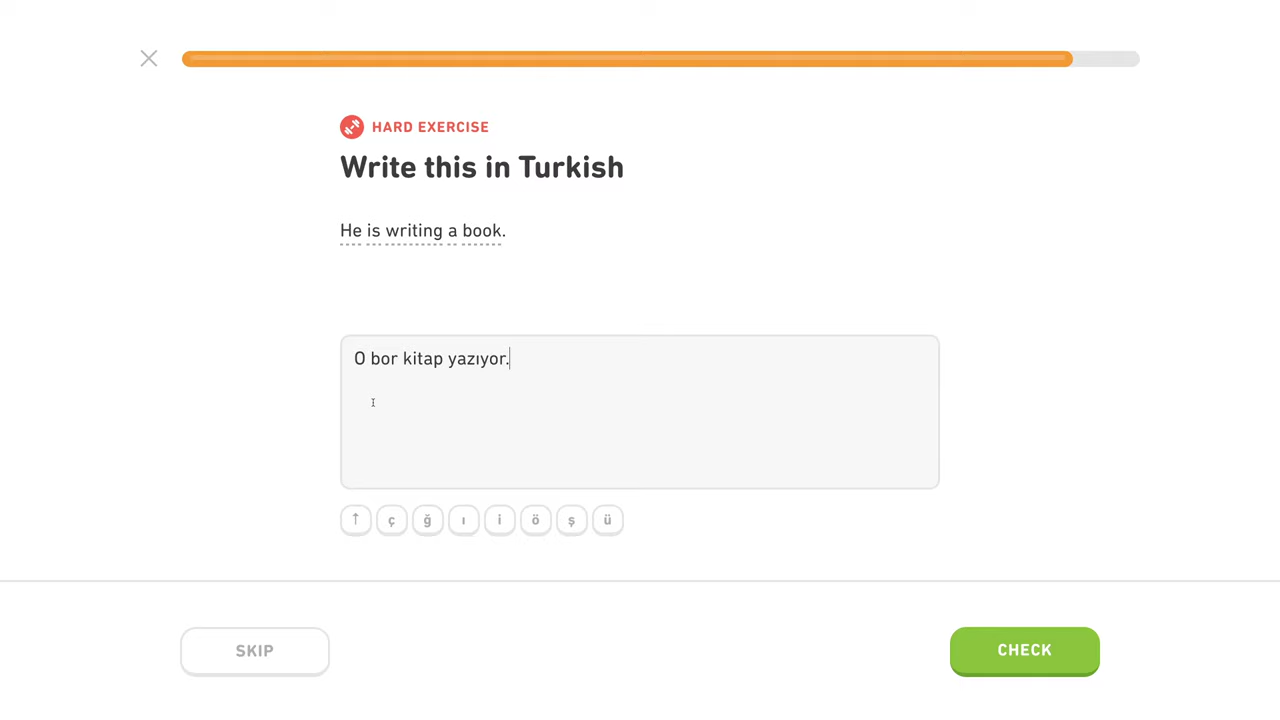 HARD EXERCISE
Write this in Turkish
He is writing a book.
O bor kitap yazıyor.
↑ ç ğ ı i ö ş ü
SKIP CHECK